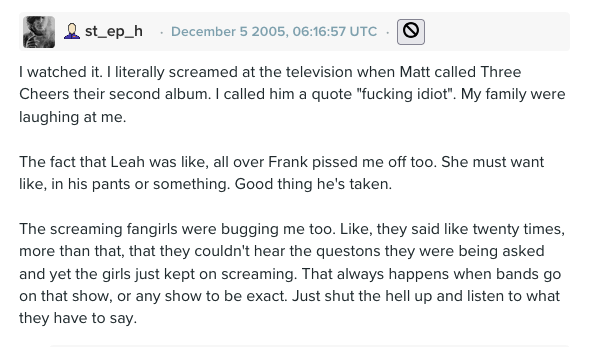 st_ep_h · December 5 2005, 06:16:57 UTC ·
I watched it. I literally screamed at the television when Matt called Three
Cheers their second album. I called him a quote "fucking idiot". My family were
laughing at me.
The fact that Leah was like, all over Frank pissed me off too. She must want
like, in his pants or something. Good thing he's taken.
The screaming fangirls were bugging me too. Like, they said like twenty times,
more than that, that they couldn't hear the questons they were being asked
and yet the girls just kept on screaming. That always happens when bands go
on that show, or any show to be exact. Just shut the hell up and listen to what
they have to say.